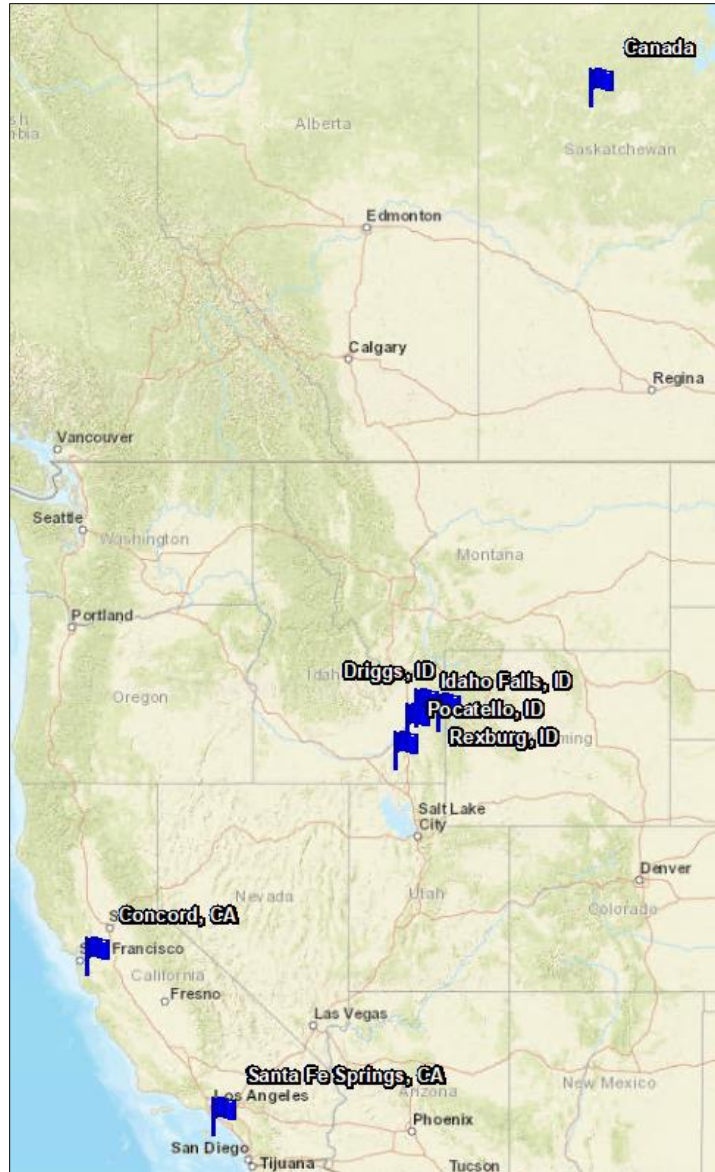 Canada
Alberta
Saskatchewan
Edmonton
Calgary
Regina
Vancouver
Seattle
Washington
Montana
Portland
Driggs, ID
Idaho Falls, ID
Oregon
Pocatello, ID
Rexburg, ID
Salt Lake
City
Denver
Nevada
Utah
Colorado
Concord, CA
Francisco
California
Fresno
Las Vegas
Santa Fe Springs, CA
Los Angeles
Arizona
New Mexico
Phoenix
San Diego
Tijuana
Tucson